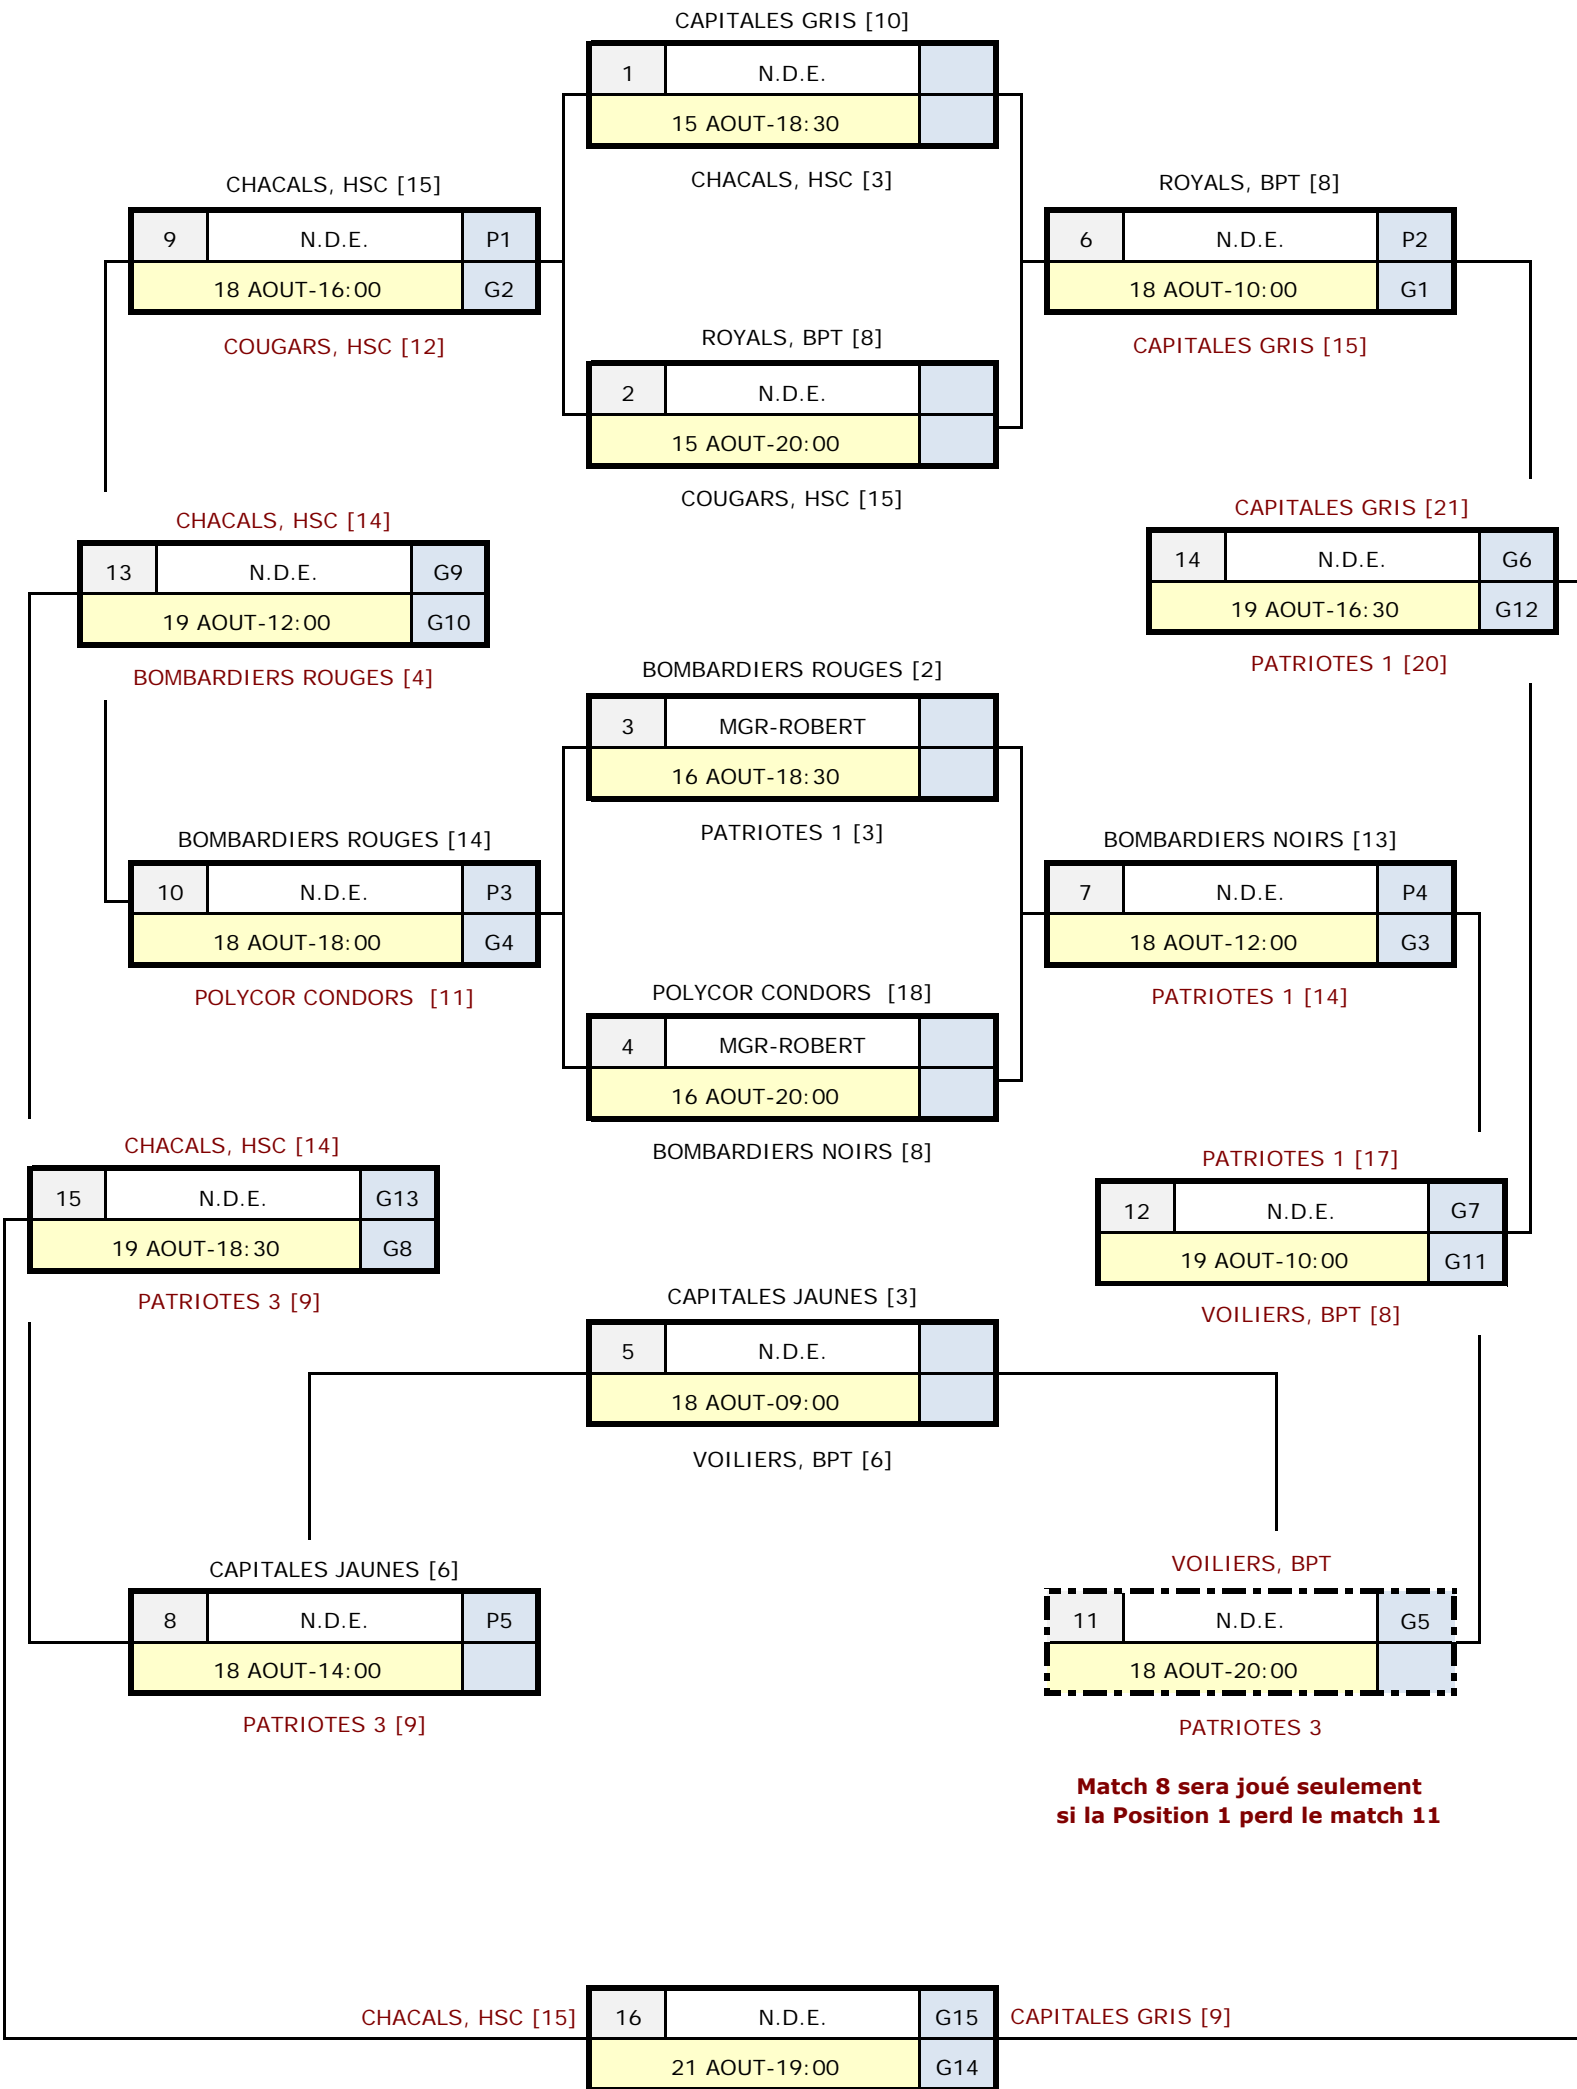 CAPITALES GRIS [10]
1 N.D.E.
15 AOUT-18:30
CHACALS, HSC [3]
CHACALS, HSC [15]
9 N.D.E. P1
18 AOUT-16:00 G2
COUGARS, HSC [12]
ROYALS, BPT [8]
6 N.D.E. P2
18 AOUT-10:00 G1
CAPITALES GRIS [15]
ROYALS, BPT [8]
2 N.D.E.
15 AOUT-20:00
COUGARS, HSC [15]
CHACALS, HSC [14]
13 N.D.E. G9
19 AOUT-12:00 G10
BOMBARDIERS ROUGES [4]
CAPITALES GRIS [21]
14 N.D.E. G6
19 AOUT-16:30 G12
PATRIOTES 1 [20]
BOMBARDIERS ROUGES [2]
3 MGR-ROBERT
16 AOUT-18:30
PATRIOTES 1 [3]
BOMBARDIERS ROUGES [14]
10 N.D.E. P3
18 AOUT-18:00 G4
POLYCOR CONDORS [11]
BOMBARDIERS NOIRS [13]
7 N.D.E. P4
18 AOUT-12:00 G3
PATRIOTES 1 [14]
POLYCOR CONDORS [18]
4 MGR-ROBERT
16 AOUT-20:00
BOMBARDIERS NOIRS [8]
CHACALS, HSC [14]
15 N.D.E. G13
19 AOUT-18:30 G8
PATRIOTES 3 [9]
PATRIOTES 1 [17]
12 N.D.E. G7
19 AOUT-10:00 G11
VOILIERS, BPT [8]
CAPITALES JAUNES [3]
5 N.D.E.
18 AOUT-09:00
VOILIERS, BPT [6]
CAPITALES JAUNES [6]
8 N.D.E. P5
18 AOUT-14:00
PATRIOTES 3 [9]
VOILIERS, BPT
11 N.D.E. G5
18 AOUT-20:00
PATRIOTES 3
Match 8 sera joué seulement
si la Position 1 perd le match 11
CHACALS, HSC [15] 16 N.D.E. G15 CAPITALES GRIS [9]
21 AOUT-19:00 G14